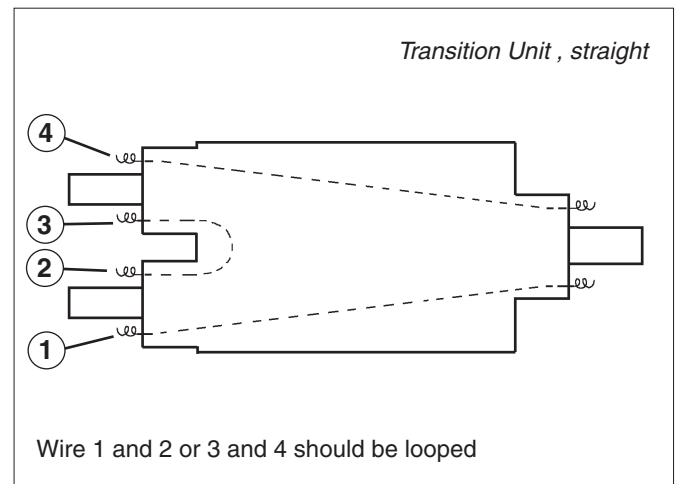 Transition Unit , straight
4
3
2
1
Wire 1 and 2 or 3 and 4 should be looped